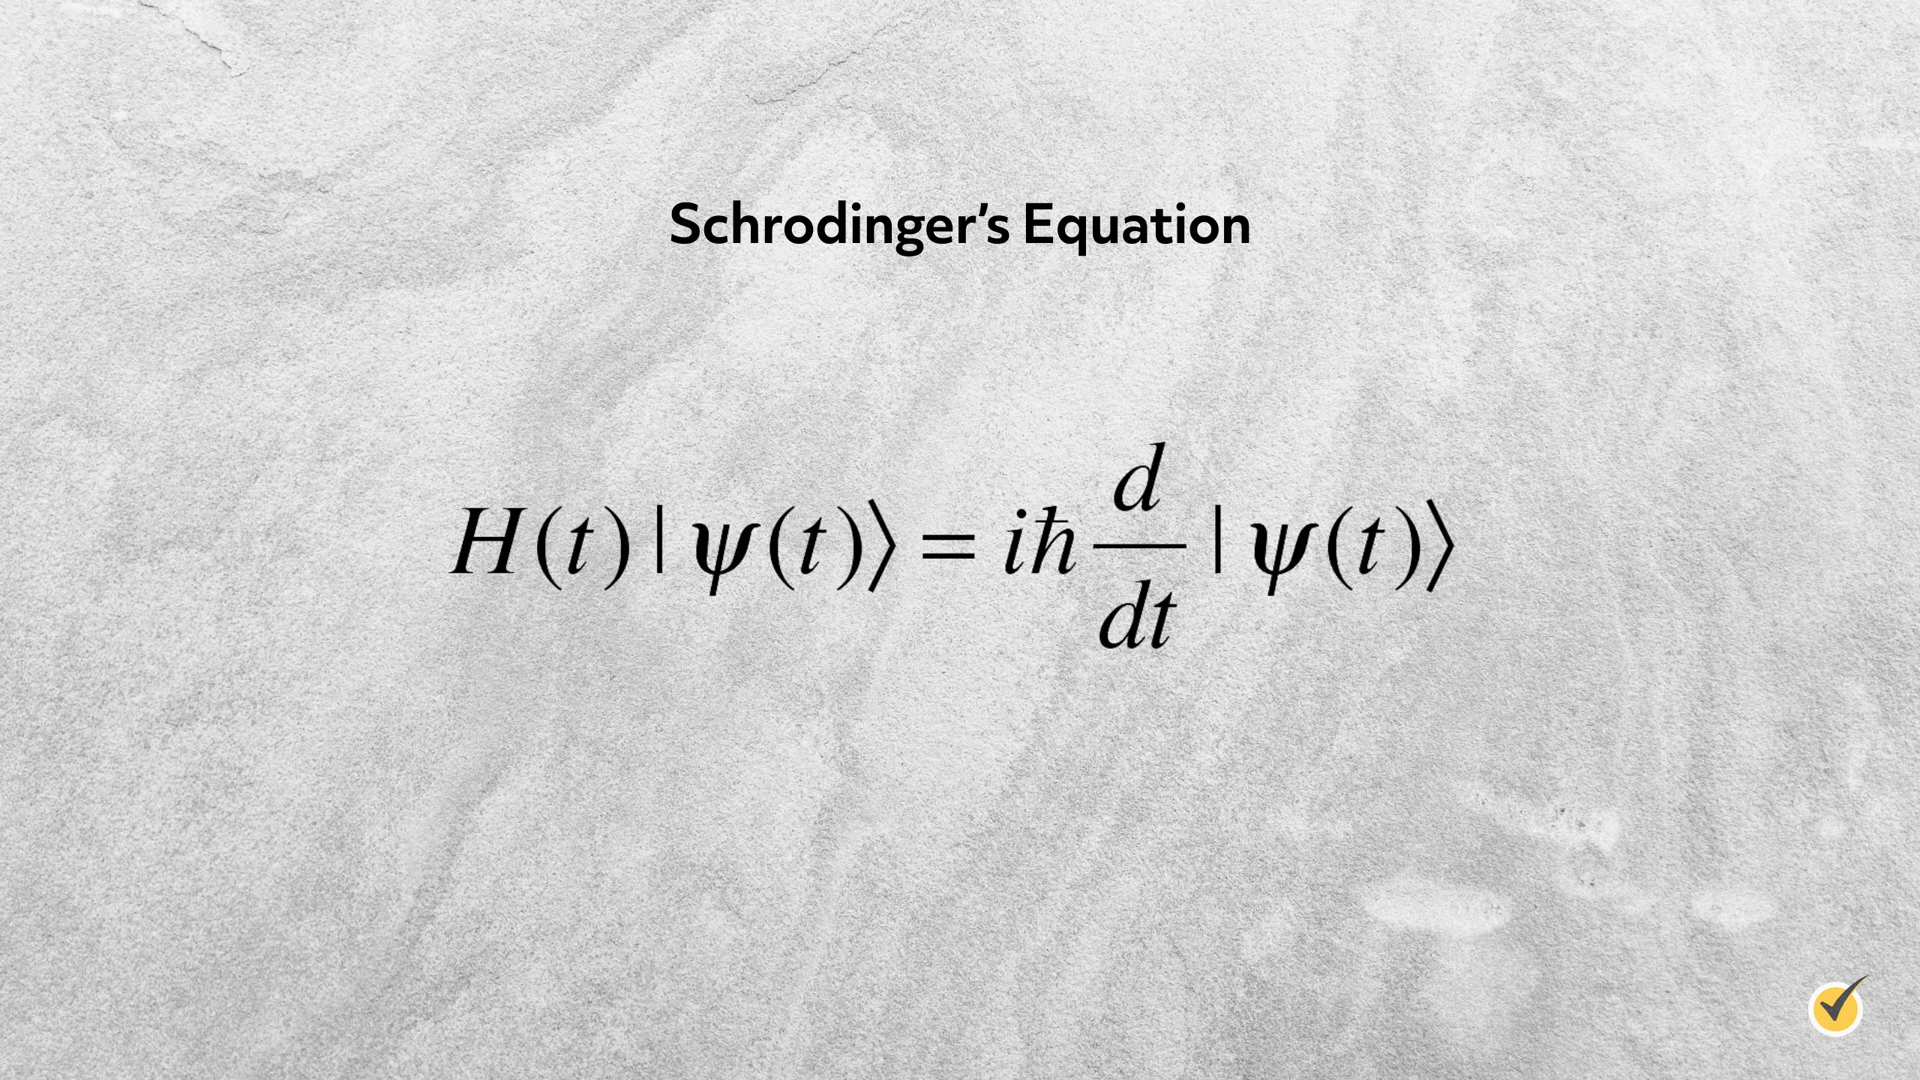 Schrodinger’s Equation
H(t) | ψ(t)⟩ = iħ d/dt | ψ(t)⟩